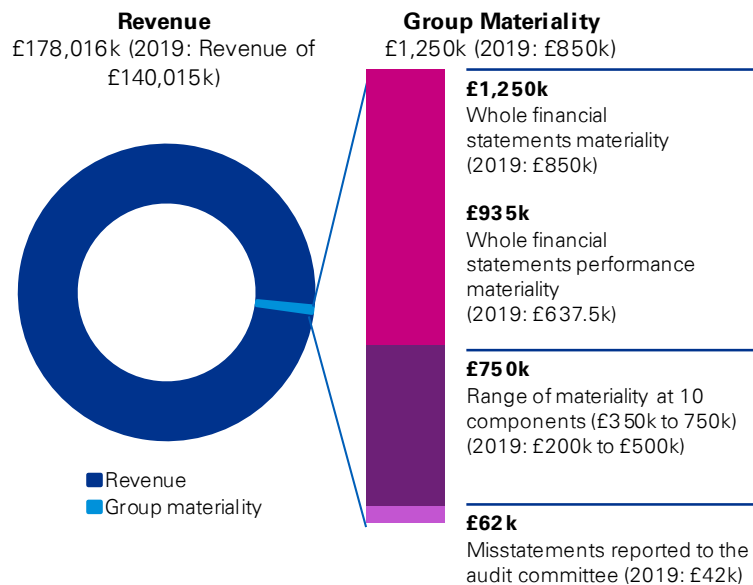 Revenue
£178,016k (2019: Revenue of
£140,015k)
Revenue
Group materiality
Group Materiality
£1,250k (2019: £850k)
£1,250k
Whole financial
statements materiality
(2019: £850k)
£935k
Whole financial
statements performance
materiality
(2019: £637.5k)
£750k
Range of materiality at 10
components (£350k to 750k)
(2019: £200k to £500k)
£62k
Misstatements reported to the
audit committee (2019: £42k)